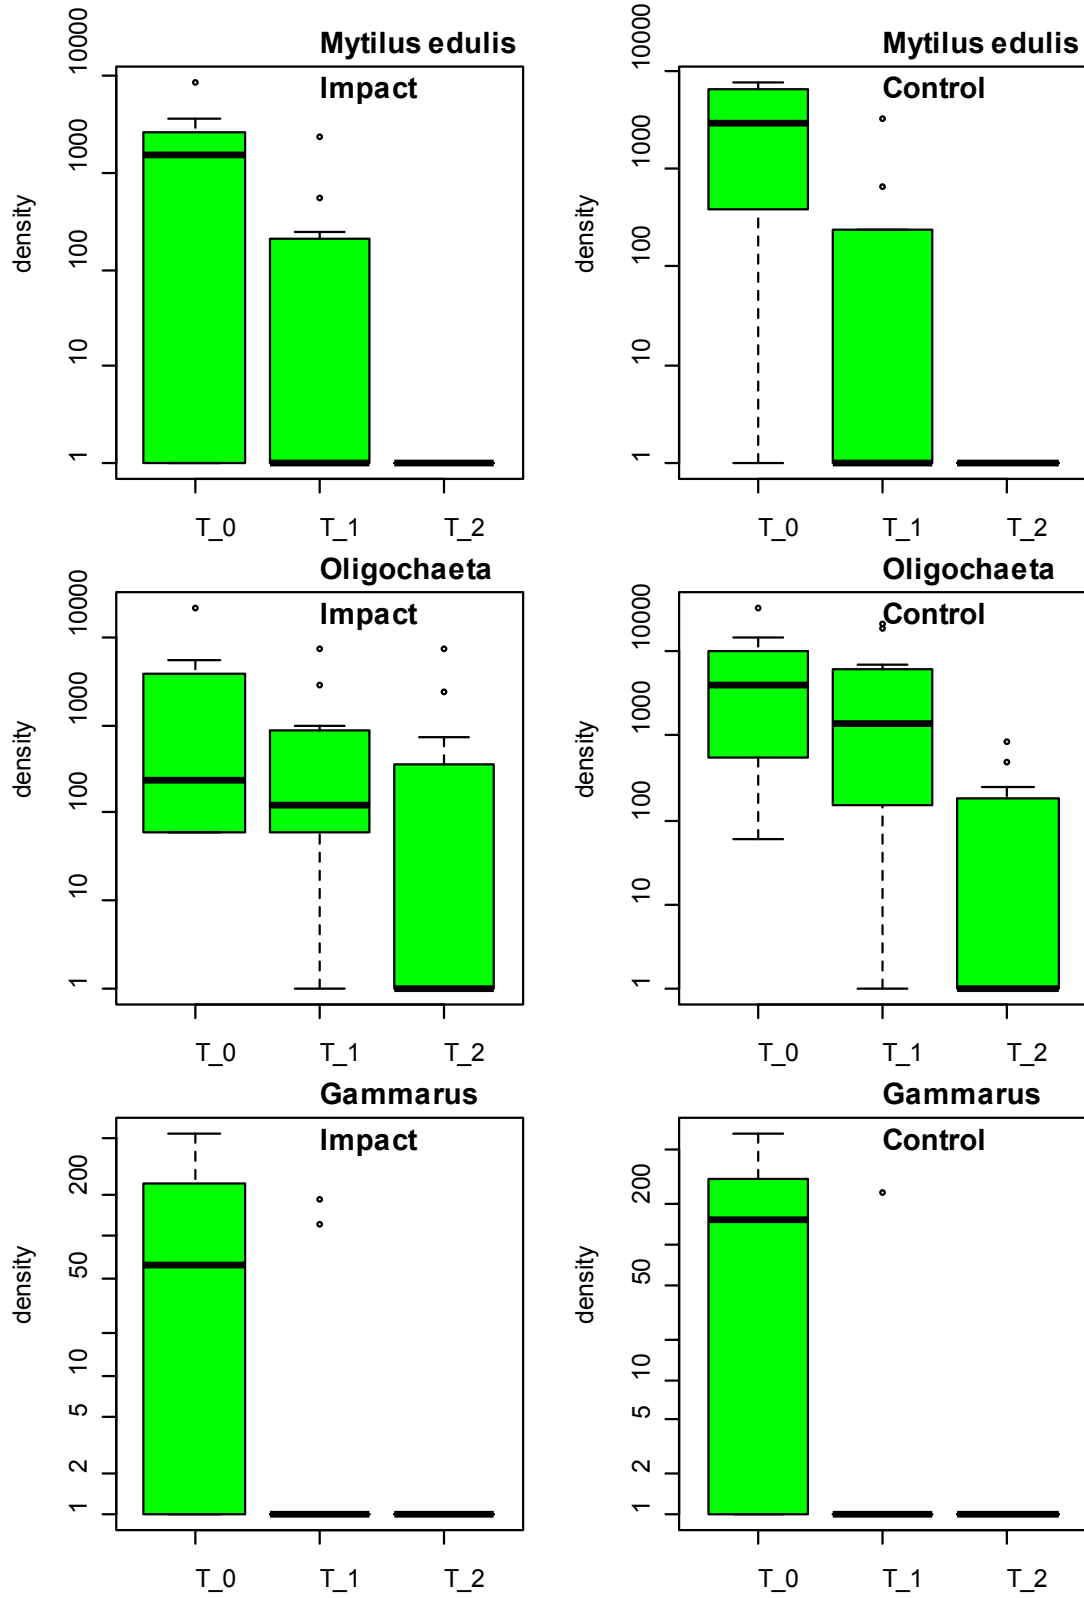 Mytilus edulis
Impact
density
10000
1000
100
10
1
T_0 T_1 T_2
Mytilus edulis
Control
density
10000
1000
100
10
1
T_0 T_1 T_2
Oligochaeta
Impact
density
10000
1000
100
10
1
T_0 T_1 T_2
Oligochaeta
Control
density
10000
1000
100
10
1
T_0 T_1 T_2
Gammarus
Impact
density
200
50
10
5
2
1
T_0 T_1 T_2
Gammarus
Control
density
200
50
10
5
2
1
T_0 T_1 T_2